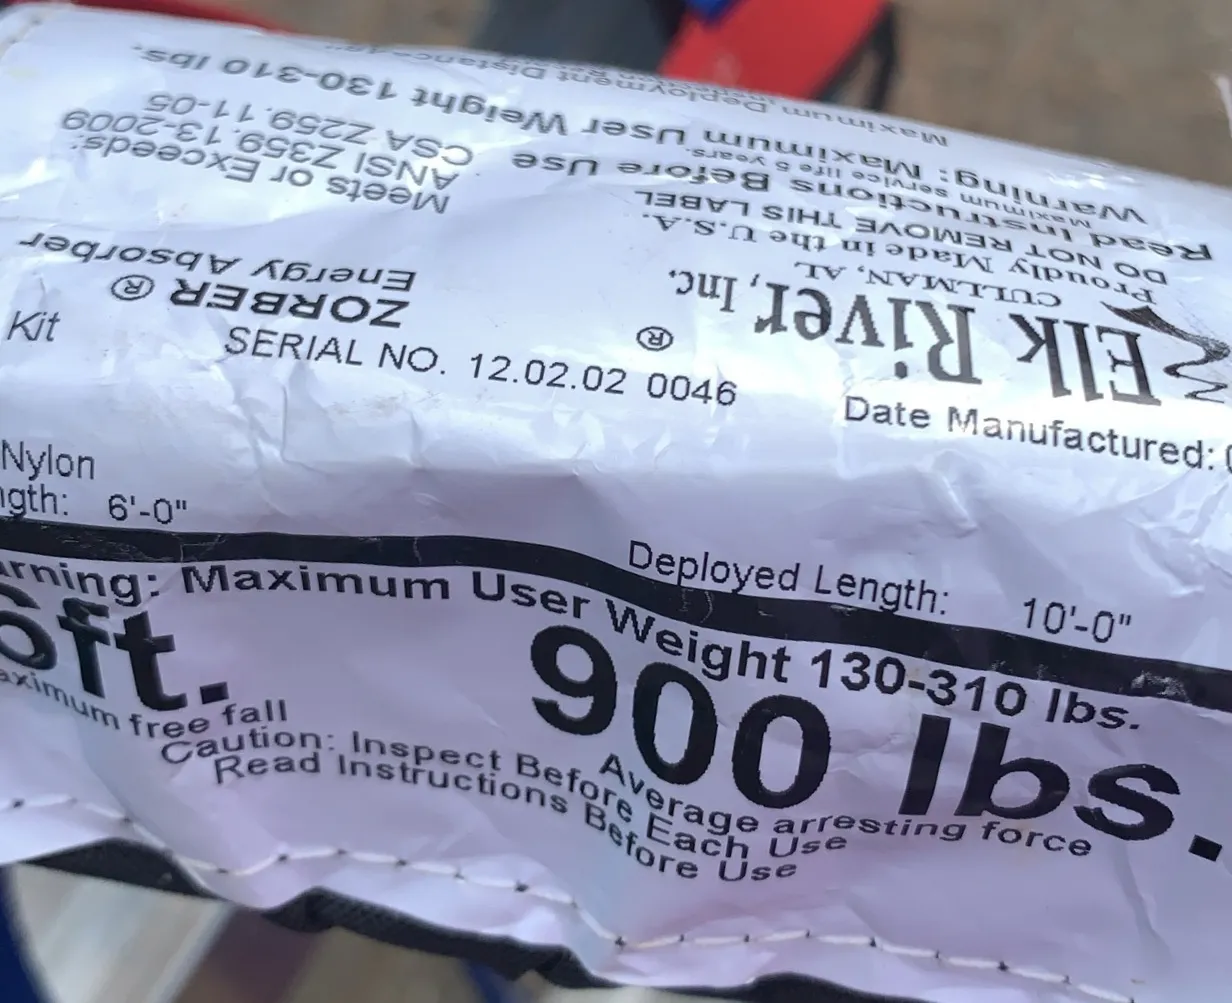 Kit
SERIAL NO. 12.02.02 0046
Date Manufactured:
Nylon
6'-0"
Deployed Length: 10'-0"
Maximum User Weight 130-310 lbs.
ft.
900 lbs.
free fall
Average arresting force
Caution: Inspect Before Each Use
Read Instructions Before Use
Elk River, Inc.
®
CULLMAN, AL
Proudly Made in the U.S.A.
DO NOT REMOVE THIS LABEL
Read Instructions Before Use
Maximum service life 5 years.
Warning: Maximum User Weight 130-310 lbs.
Maximum Deployment Distance
ZORBER ®
Energy Absorber
Meets or Exceeds:
ANSI Z359.13-2009
CSA Z259.11-05